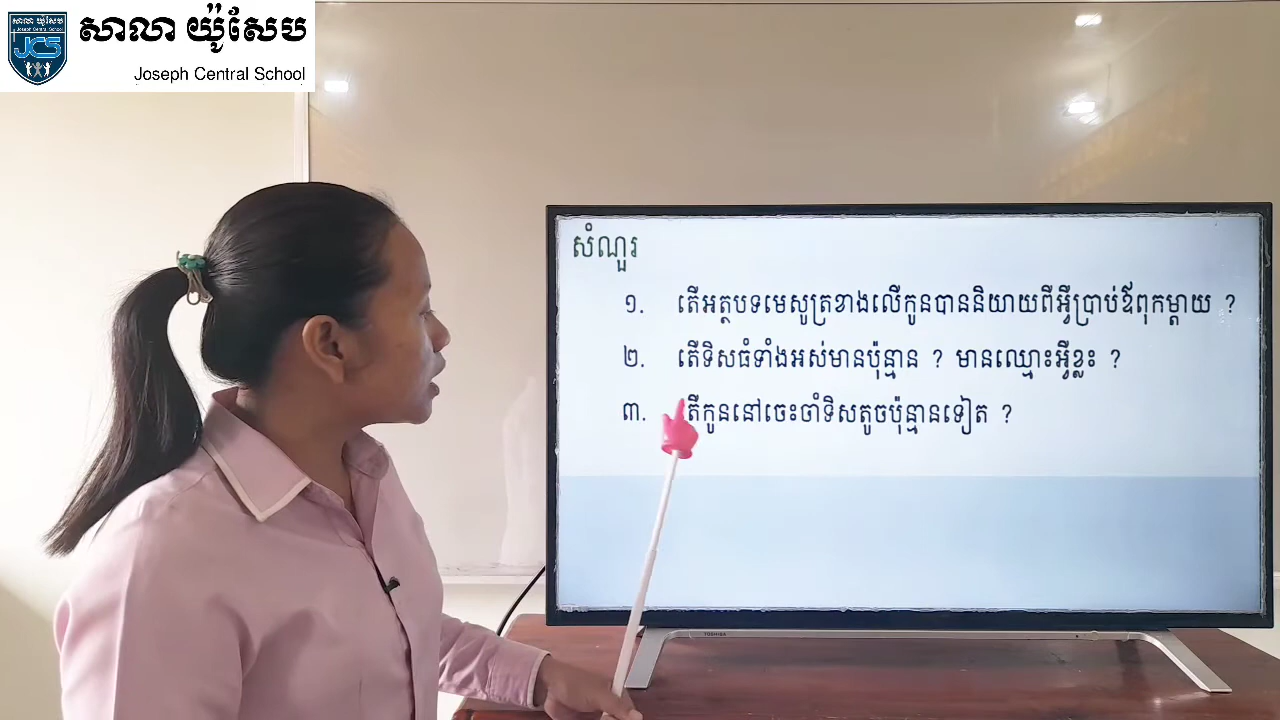 សាលា យ៉ូសែប
Joseph Central School
JCS
សំណួរ
១. តើអត្ថបទមេសូត្រខាងលើកូនបាននិយាយពីអ្វីប្រាប់ឪពុកម្ដាយ ?
២. តើទិសធំទាំងអស់មានប៉ុន្មាន ? មានឈ្មោះអ្វីខ្លះ ?
៣. តើកូននៅចេះចាំទិសតូចប៉ុន្មានទៀត ?
TOSHIBA